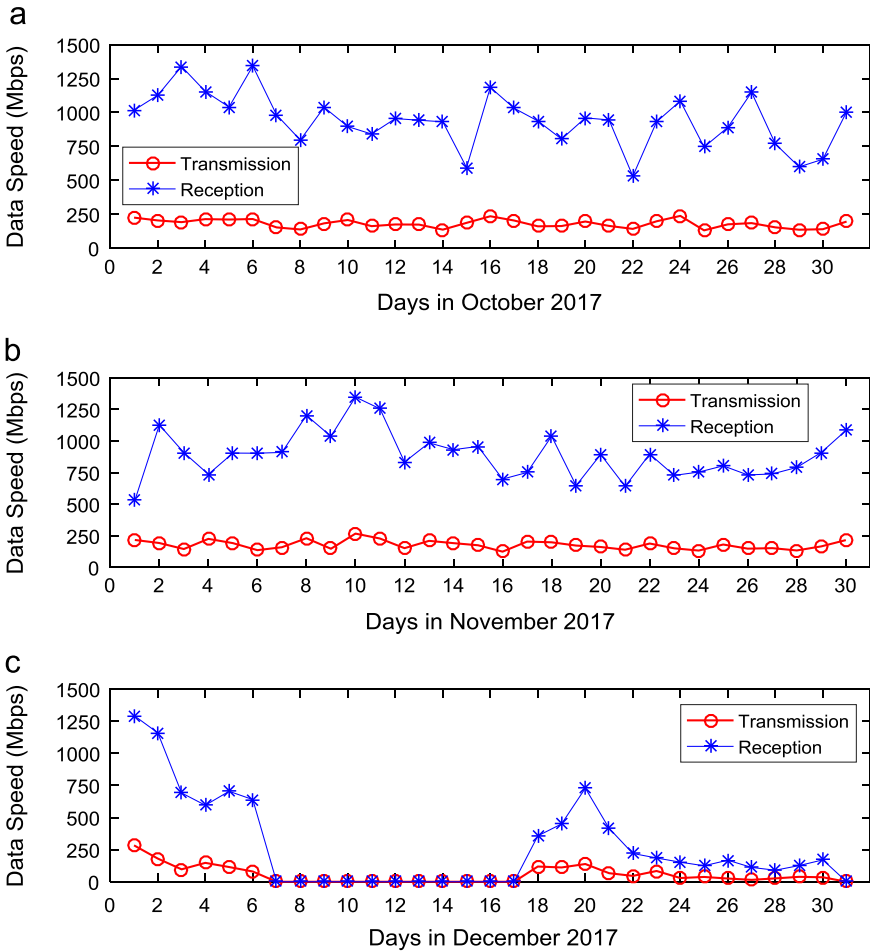 a
Data Speed (Mbps)
1500
1250
1000
750
500
250
0
Transmission
Reception
0 2 4 6 8 10 12 14 16 18 20 22 24 26 28 30
Days in October 2017
b
Data Speed (Mbps)
1500
1250
1000
750
500
250
0
Transmission
Reception
0 2 4 6 8 10 12 14 16 18 20 22 24 26 28 30
Days in November 2017
c
Data Speed (Mbps)
1500
1250
1000
750
500
250
0
Transmission
Reception
0 2 4 6 8 10 12 14 16 18 20 22 24 26 28 30
Days in December 2017